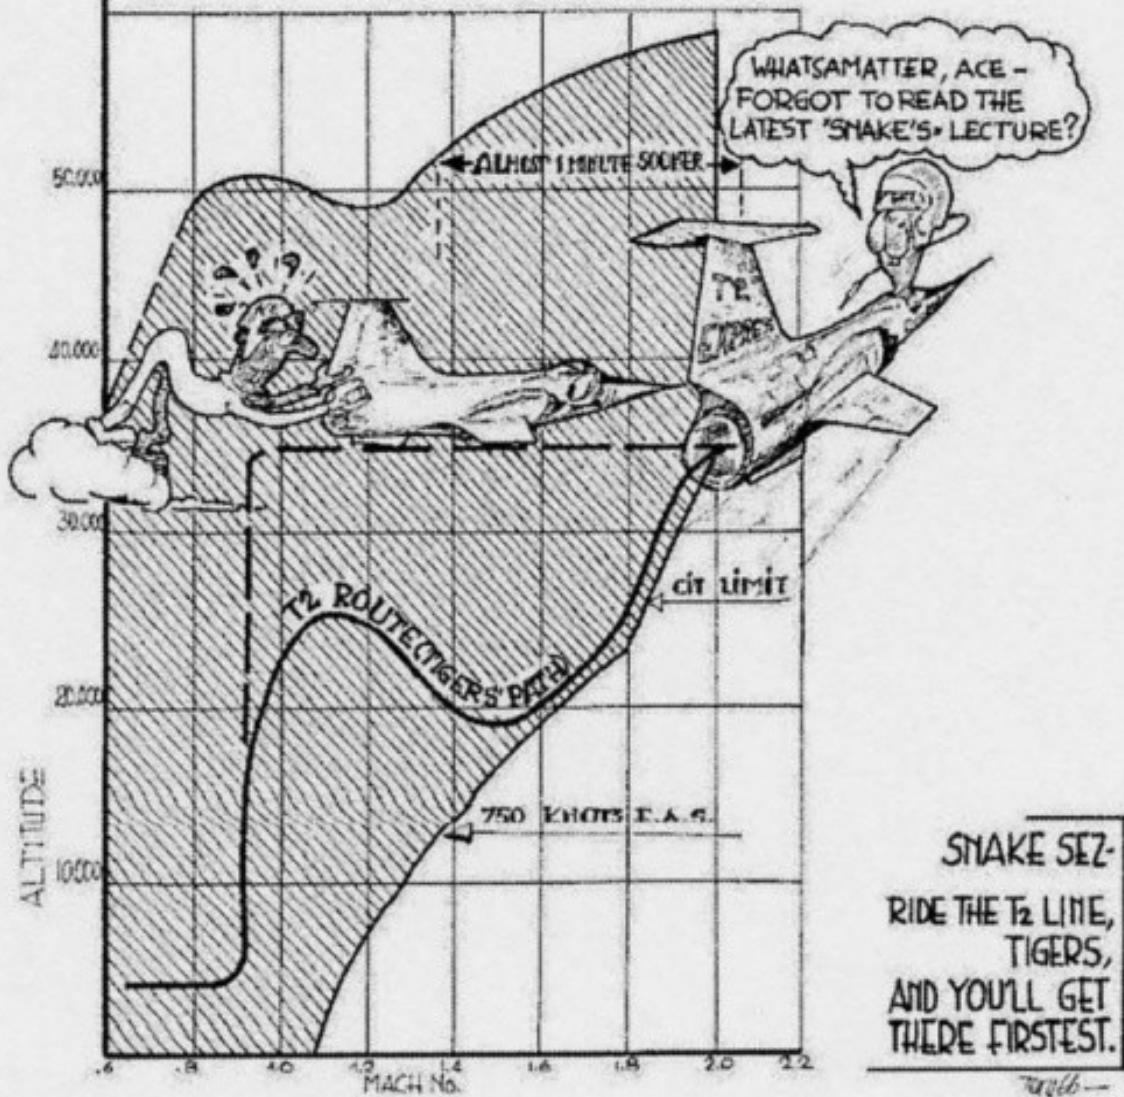 WHATSAMATTER, ACE -
FORGOT TO READ THE
LATEST "SNAKE'S" LECTURE?
ALMOST 1 MINUTE SOONER
50.000
40.000
30.000
20.000
10.000
ALTITUDE
T2
EXPRES
T2 ROUTE (TIGERS' PATH)
CIT LIMIT
750 KNOTS E.A.S.
.6 .8 1.0 1.2 1.4 1.6 1.8 2.0 2.2
MACH No.
SNAKE SEZ-
RIDE THE T2 LINE,
TIGERS,
AND YOU'LL GET
THERE FIRSTEST.